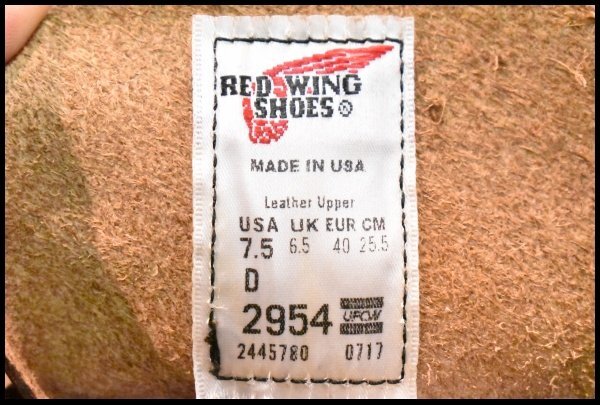 RED WING
SHOES ®
MADE IN USA
Leather Upper
USA UK EUR CM
7.5 6.5 40 25.5
D
2954 UFCW
2445780 0717